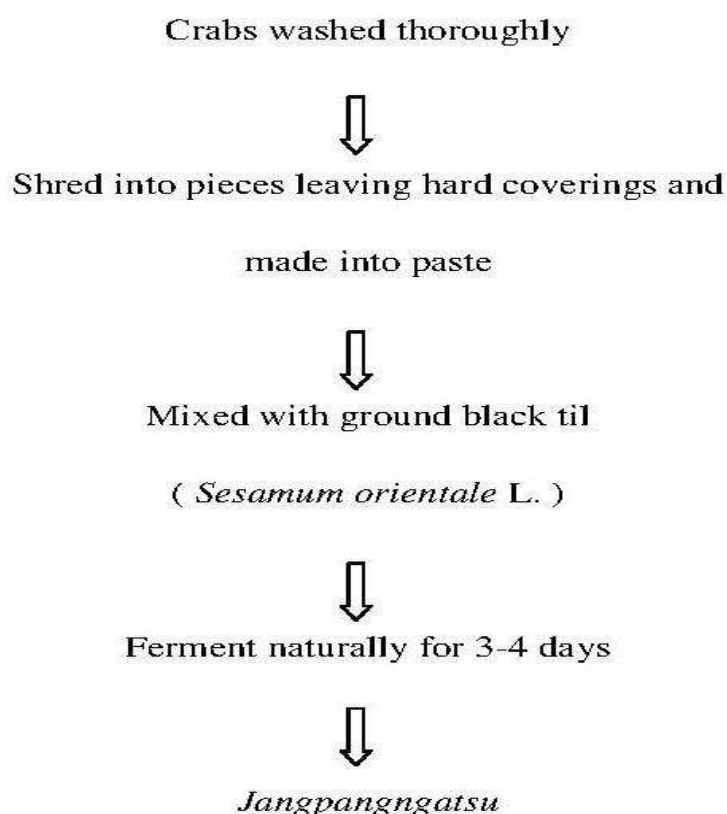 Crabs washed thoroughly
Shred into pieces leaving hard coverings and
made into paste
Mixed with ground black til
( Sesamum orientale L. )
Ferment naturally for 3-4 days
Jangpangngatsu